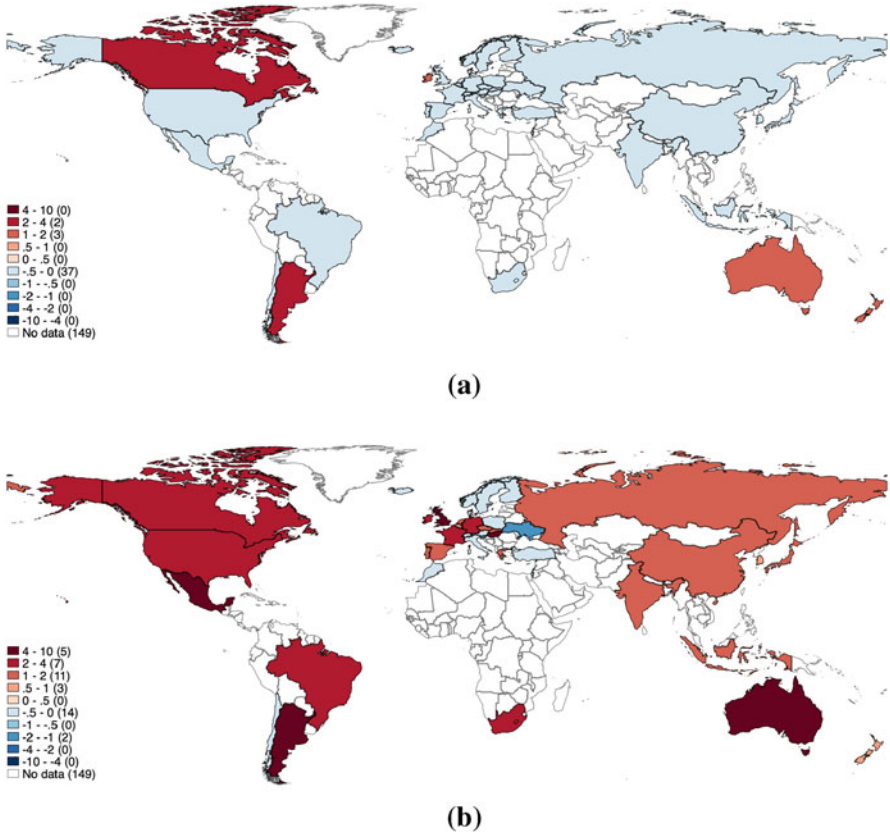 4 - 10 (0)
2 - 4 (2)
1 - 2 (3)
.5 - 1 (0)
0 - .5 (0)
-.5 - 0 (37)
-1 - -.5 (0)
-2 - -1 (0)
-4 - -2 (0)
-10 - -4 (0)
No data (149)
(a)
4 - 10 (5)
2 - 4 (7)
1 - 2 (11)
.5 - 1 (3)
0 - .5 (0)
-.5 - 0 (14)
-1 - -.5 (0)
-2 - -1 (2)
-4 - -2 (0)
-10 - -4 (0)
No data (149)
(b)